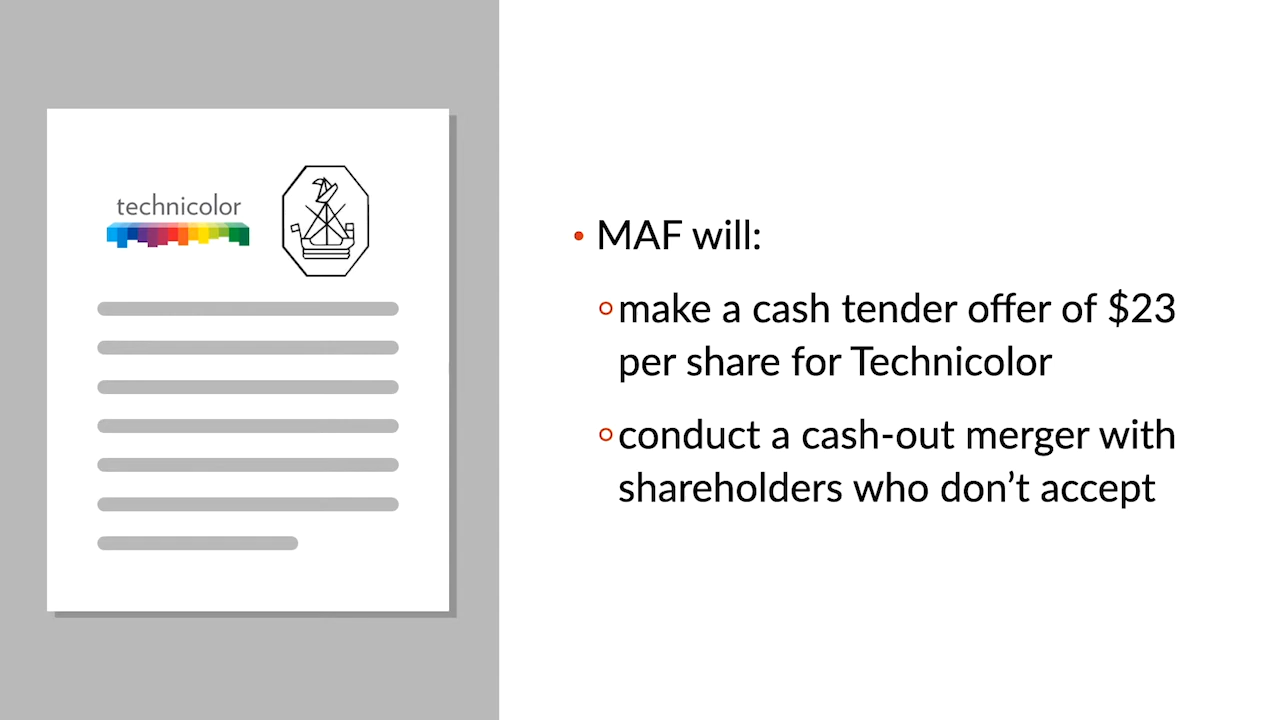 technicolor
• MAF will:
make a cash tender offer of $23
per share for Technicolor
conduct a cash-out merger with
shareholders who don’t accept